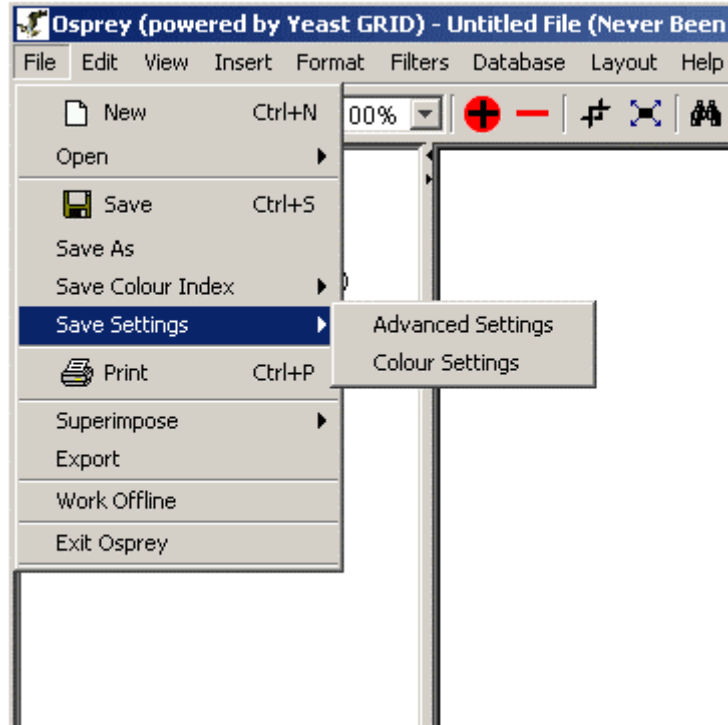 Osprey (powered by Yeast GRID) - Untitled File (Never Been
File Edit View Insert Format Filters Database Layout Help
New Ctrl+N 00%
Open
Save Ctrl+S
Save As
Save Colour Index
Save Settings Advanced Settings
Colour Settings
Print Ctrl+P
Superimpose
Export
Work Offline
Exit Osprey